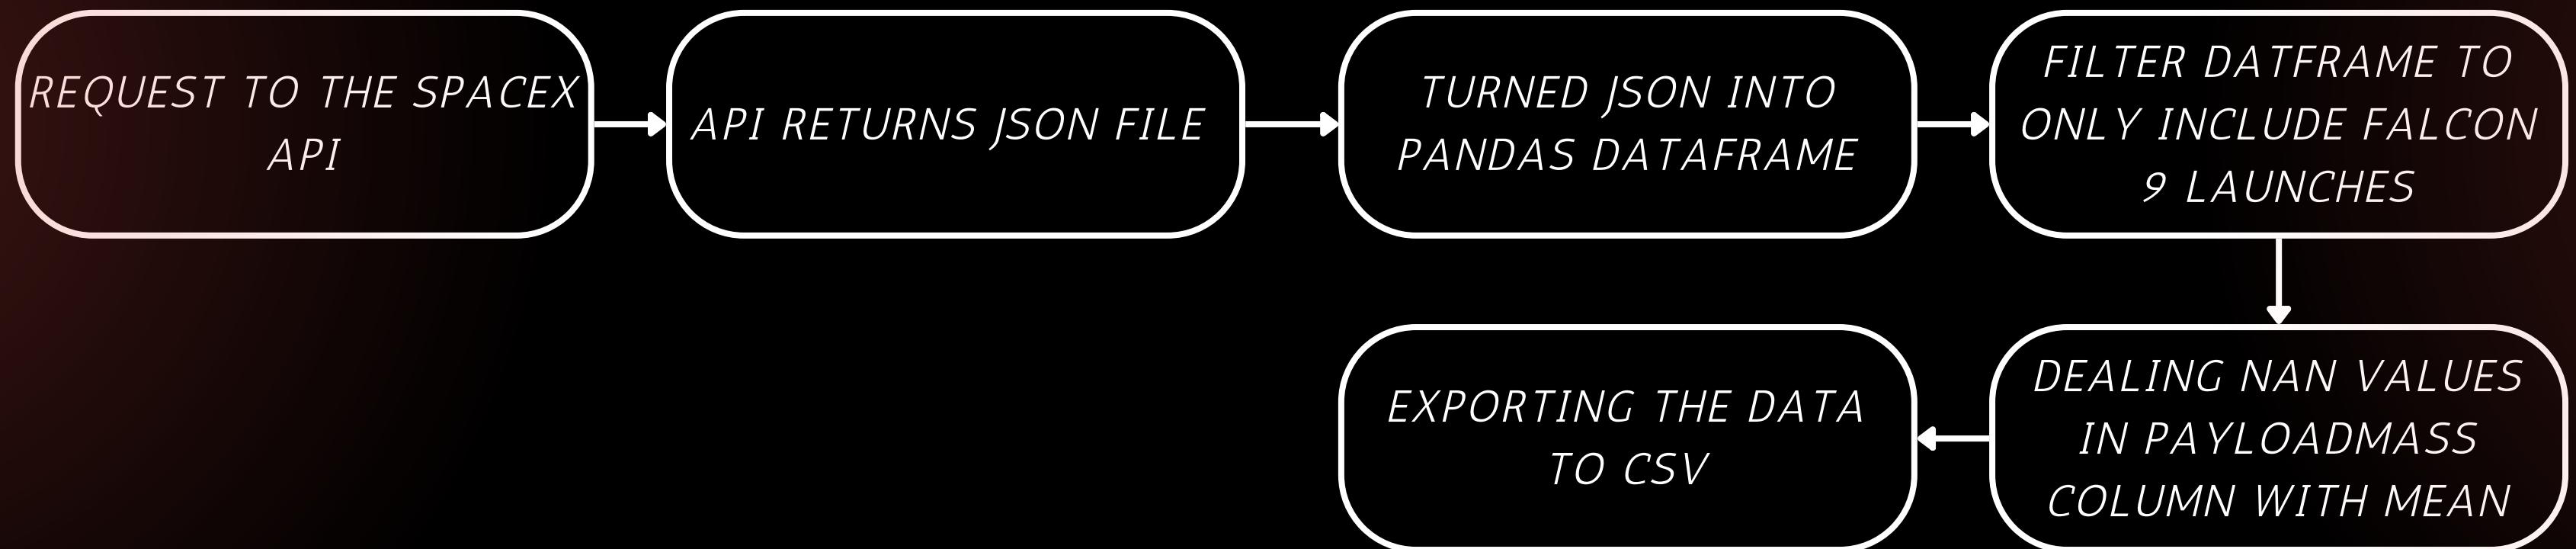 REQUEST TO THE SPACEX
API
API RETURNS JSON FILE
TURNED JSON INTO
PANDAS DATAFRAME
FILTER DATFRAME TO
ONLY INCLUDE FALCON
9 LAUNCHES
DEALING NAN VALUES
IN PAYLOADMASS
COLUMN WITH MEAN
EXPORTING THE DATA
TO CSV